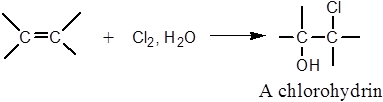 Cl
C=C + Cl2, H2O C C
OH
A chlorohydrin